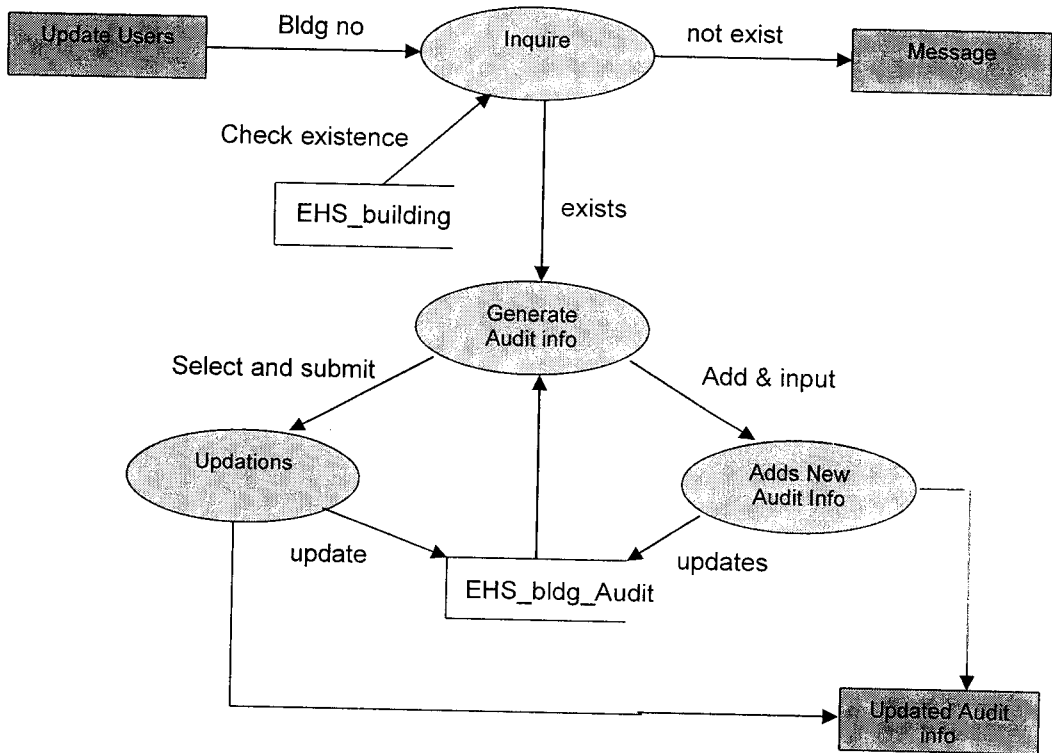 Update Users
Bldg no
Inquire
not exist
Message
Check existence
EHS_building
exists
Generate
Audit info
Select and submit
Add & input
Updations
Adds New
Audit Info
update
updates
EHS_bldg_Audit
Updated Audit
info